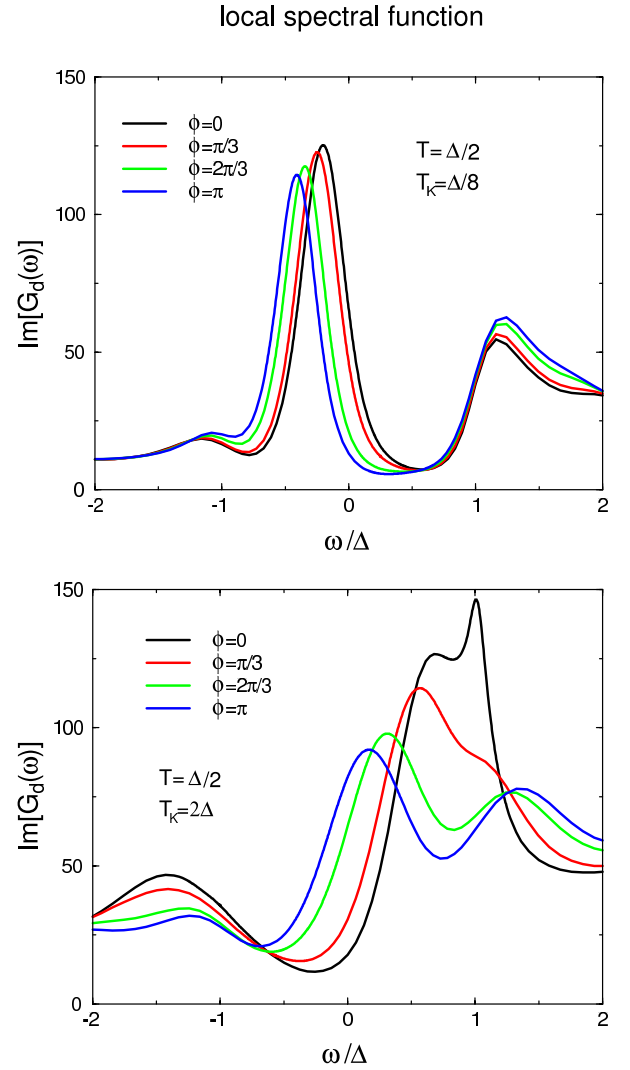 local spectral function
150
100
50
0
Im[G_d(ω)]
ϕ=0
ϕ=π/3
ϕ=2π/3
ϕ=π
T=Δ/2
T_K=Δ/8
-2 -1 0 1 2
ω/Δ
150
100
50
0
Im[G_d(ω)]
ϕ=0
ϕ=π/3
ϕ=2π/3
ϕ=π
T=Δ/2
T_K=2Δ
-2 -1 0 1 2
ω/Δ